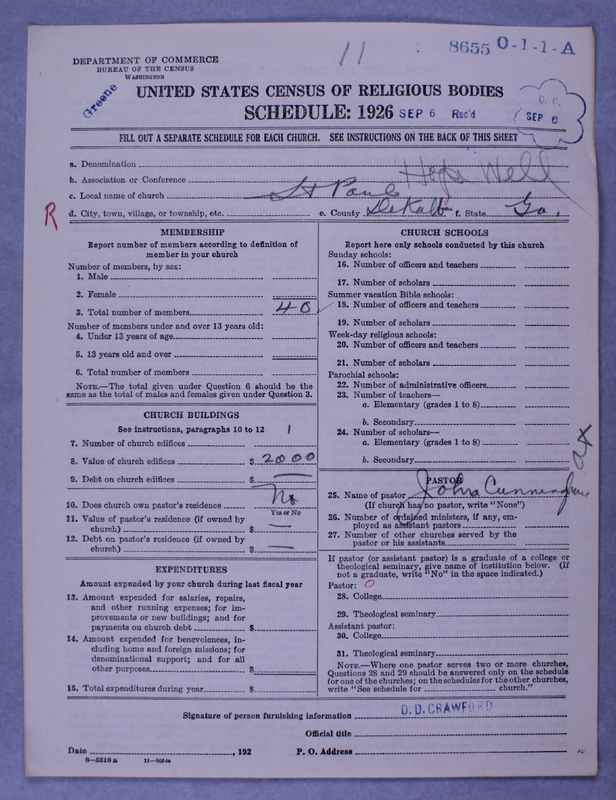 11
8655 O-1-1-A
DEPARTMENT OF COMMERCE
BUREAU OF THE CENSUS
WASHINGTON
Greene
UNITED STATES CENSUS OF RELIGIOUS BODIES
SCHEDULE: 1926 SEP 6 Rec'd
C. C.
SEP 6
FILL OUT A SEPARATE SCHEDULE FOR EACH CHURCH. SEE INSTRUCTIONS ON THE BACK OF THIS SHEET
a. Denomination
b. Association or Conference Hope Well
c. Local name of church St Pauls
R
d. City, town, village, or township, etc. e. County DeKalb f. State Ga.
MEMBERSHIP
Report number of members according to definition of
member in your church
Number of members, by sex:
1. Male
2. Female
3. Total number of members 40
Number of members under and over 13 years old:
4. Under 13 years of age
5. 13 years old and over
6. Total number of members
NOTE.—The total given under Question 6 should be the
same as the total of males and females given under Question 3.
CHURCH BUILDINGS
See instructions, paragraphs 10 to 12
7. Number of church edifices 1
8. Value of church edifices $ 2000
9. Debt on church edifices $ —
10. Does church own pastor's residence No
Yes or No
11. Value of pastor's residence (if owned by
church) $ —
12. Debt on pastor's residence (if owned by
church) $ —
EXPENDITURES
Amount expended by your church during last fiscal year
13. Amount expended for salaries, repairs,
and other running expenses; for im-
provements or new buildings; and for
payments on church debt $
14. Amount expended for benevolences, in-
cluding home and foreign missions; for
denominational support; and for all
other purposes $
15. Total expenditures during year $
CHURCH SCHOOLS
Report here only schools conducted by this church
Sunday schools:
16. Number of officers and teachers
17. Number of scholars
Summer vacation Bible schools:
18. Number of officers and teachers
19. Number of scholars
Week-day religious schools:
20. Number of officers and teachers
21. Number of scholars
Parochial schools:
22. Number of administrative officers
23. Number of teachers—
a. Elementary (grades 1 to 8)
b. Secondary
24. Number of scholars—
a. Elementary (grades 1 to 8)
b. Secondary
PASTOR
25. Name of pastor John Cunningham
(If church has no pastor, write "None")
26. Number of ordained ministers, if any, em-
ployed as assistant pastors
27. Number of other churches served by the
pastor or his assistants
If pastor (or assistant pastor) is a graduate of a college or
theological seminary, give name of institution below. (If
not a graduate, write "No" in the space indicated.)
Pastor: 0
28. College
29. Theological seminary
Assistant pastor:
30. College
31. Theological seminary
NOTE.—Where one pastor serves two or more churches,
Questions 28 and 29 should be answered only on the schedule
for one of the churches; on the schedules for the other churches,
write "See schedule for church."
Signature of person furnishing information D. D. CRAWFORD
Official title
Date , 192 P. O. Address
8—5518 a 11—8024a